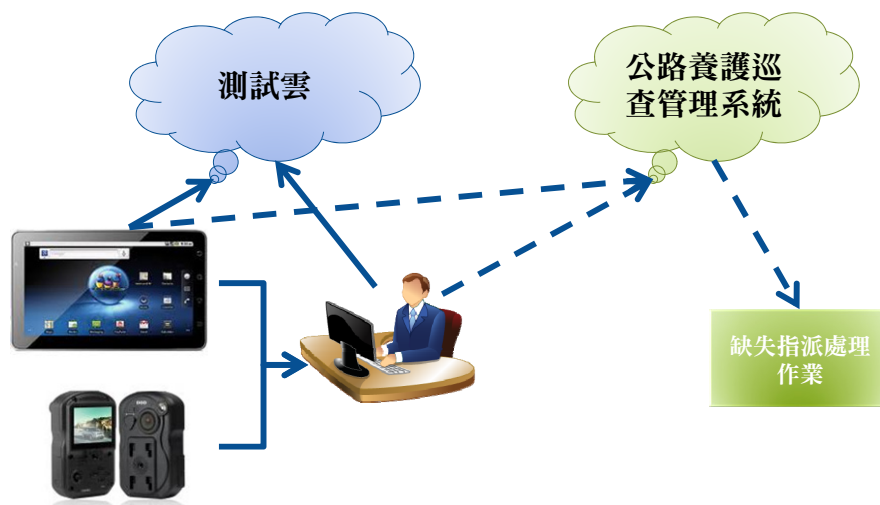 測試雲
公路養護巡
查管理系統
缺失指派處理
作業